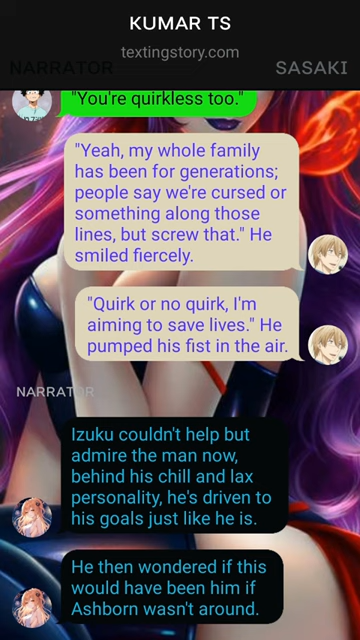 KUMAR TS
textingstory.com
NARRATOR
SASAKI
"You're quirkless too."
"Yeah, my whole family
has been for generations;
people say we're cursed or
something along those
lines, but screw that." He
smiled fiercely.
"Quirk or no quirk, I'm
aiming to save lives." He
pumped his fist in the air.
NARRATOR
Izuku couldn't help but
admire the man now,
behind his chill and lax
personality, he's driven to
his goals just like he is.
He then wondered if this
would have been him if
Ashborn wasn't around.